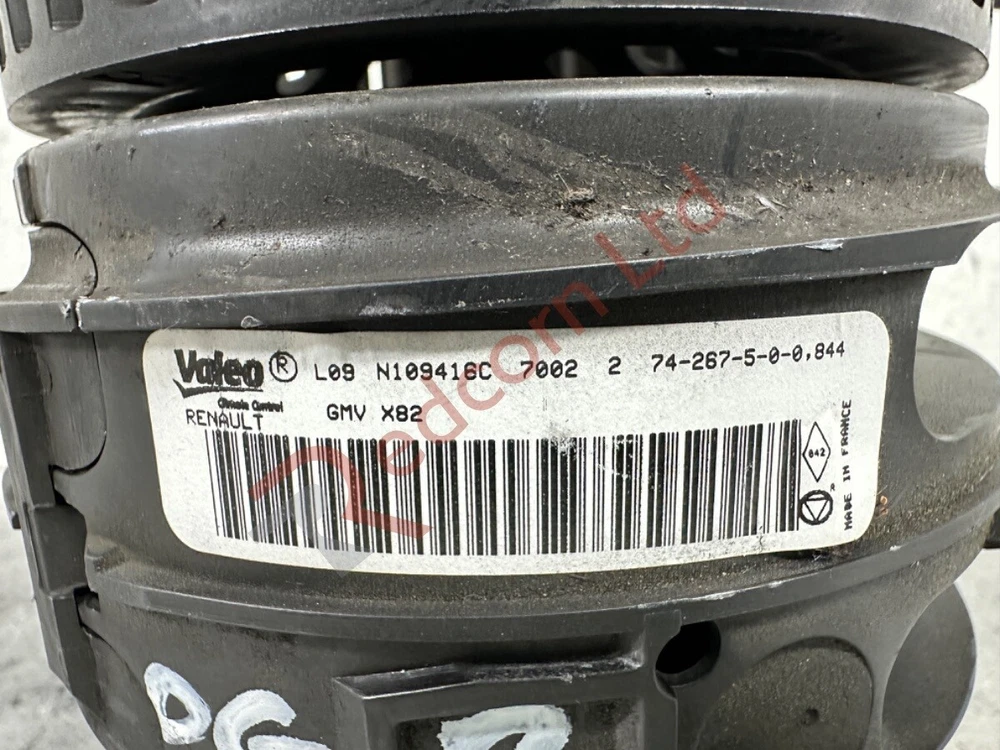 Valeo ® L09 N109416C 7002 2 74-267-5-0-0,844
Climate Control
RENAULT GMV X82
842
R
MADE IN FRANCE
Redcorn Ltd
DG